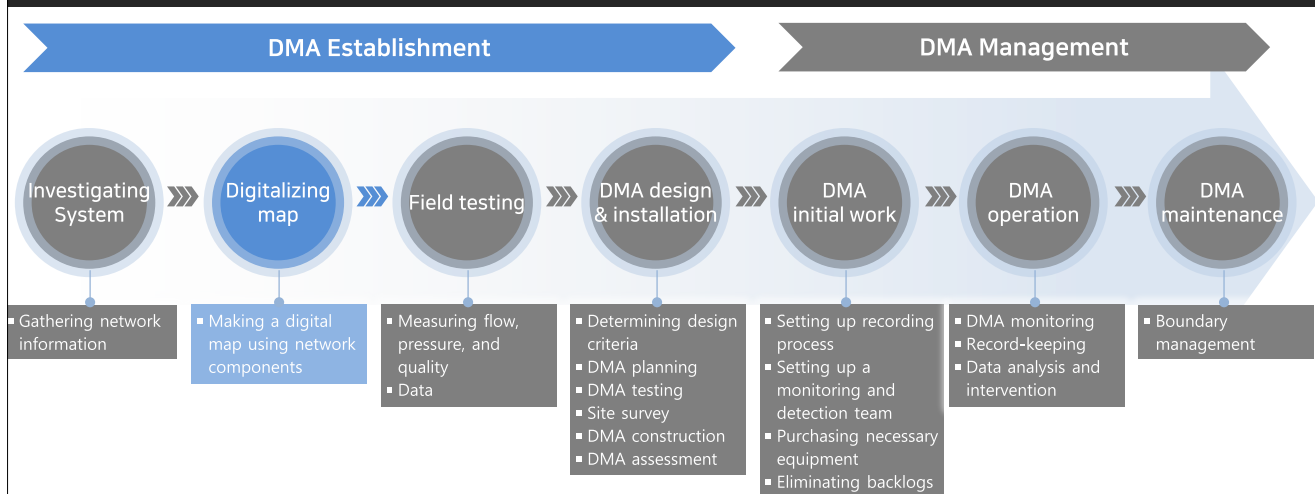 DMA Establishment
DMA Management
Investigating
System
Digitalizing
map
Field testing
DMA design
& installation
DMA
initial work
DMA
operation
DMA
maintenance
▪ Gathering network
information
▪ Making a digital
map using network
components
▪ Measuring flow,
pressure, and
quality
▪ Data
▪ Determining design
criteria
▪ DMA planning
▪ DMA testing
▪ Site survey
▪ DMA construction
▪ DMA assessment
▪ Setting up recording
process
▪ Setting up a
monitoring and
detection team
▪ Purchasing necessary
equipment
▪ Eliminating backlogs
▪ DMA monitoring
▪ Record-keeping
▪ Data analysis and
intervention
▪ Boundary
management